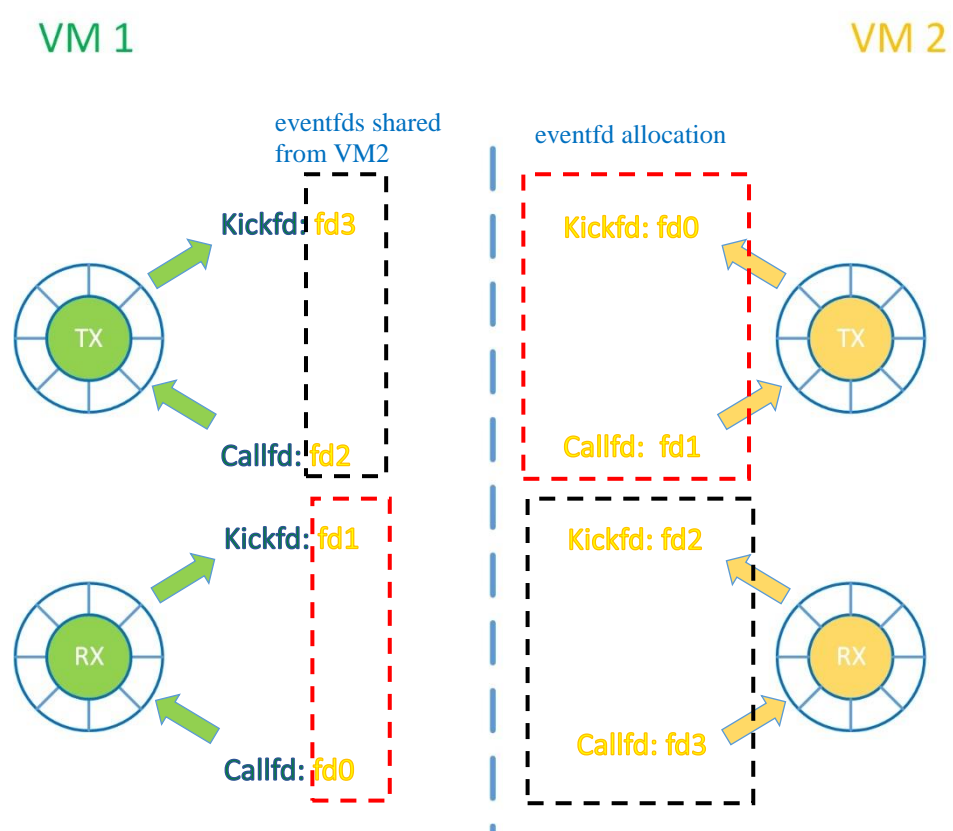 VM 1
VM 2
eventfds shared
from VM2
eventfd allocation
Kickfd: fd3
Kickfd: fd0
TX
TX
Callfd: fd2
Callfd: fd1
Kickfd: fd1
Kickfd: fd2
RX
RX
Callfd: fd0
Callfd: fd3